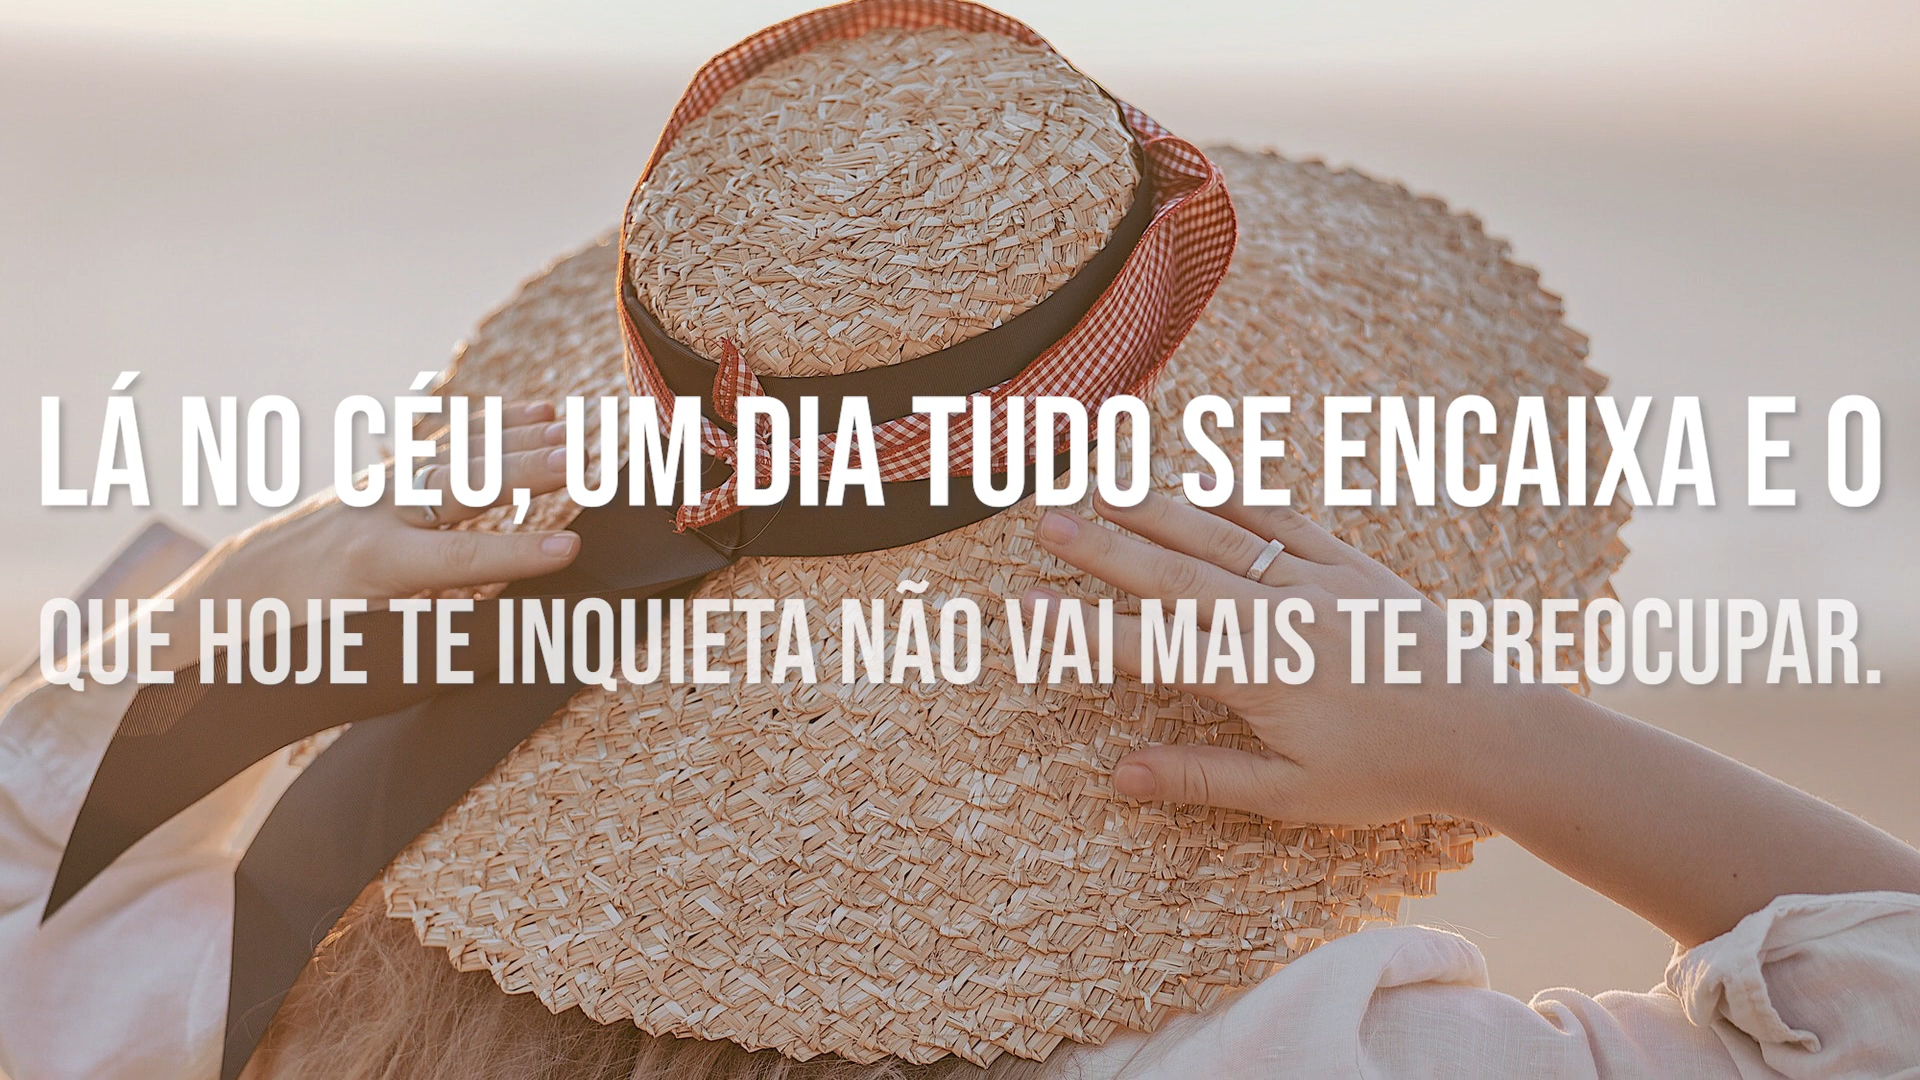 LÁ NO CÉU, UM DIA TUDO SE ENCAIXA E O
QUE HOJE TE INQUIETA NÃO VAI MAIS TE PREOCUPAR.